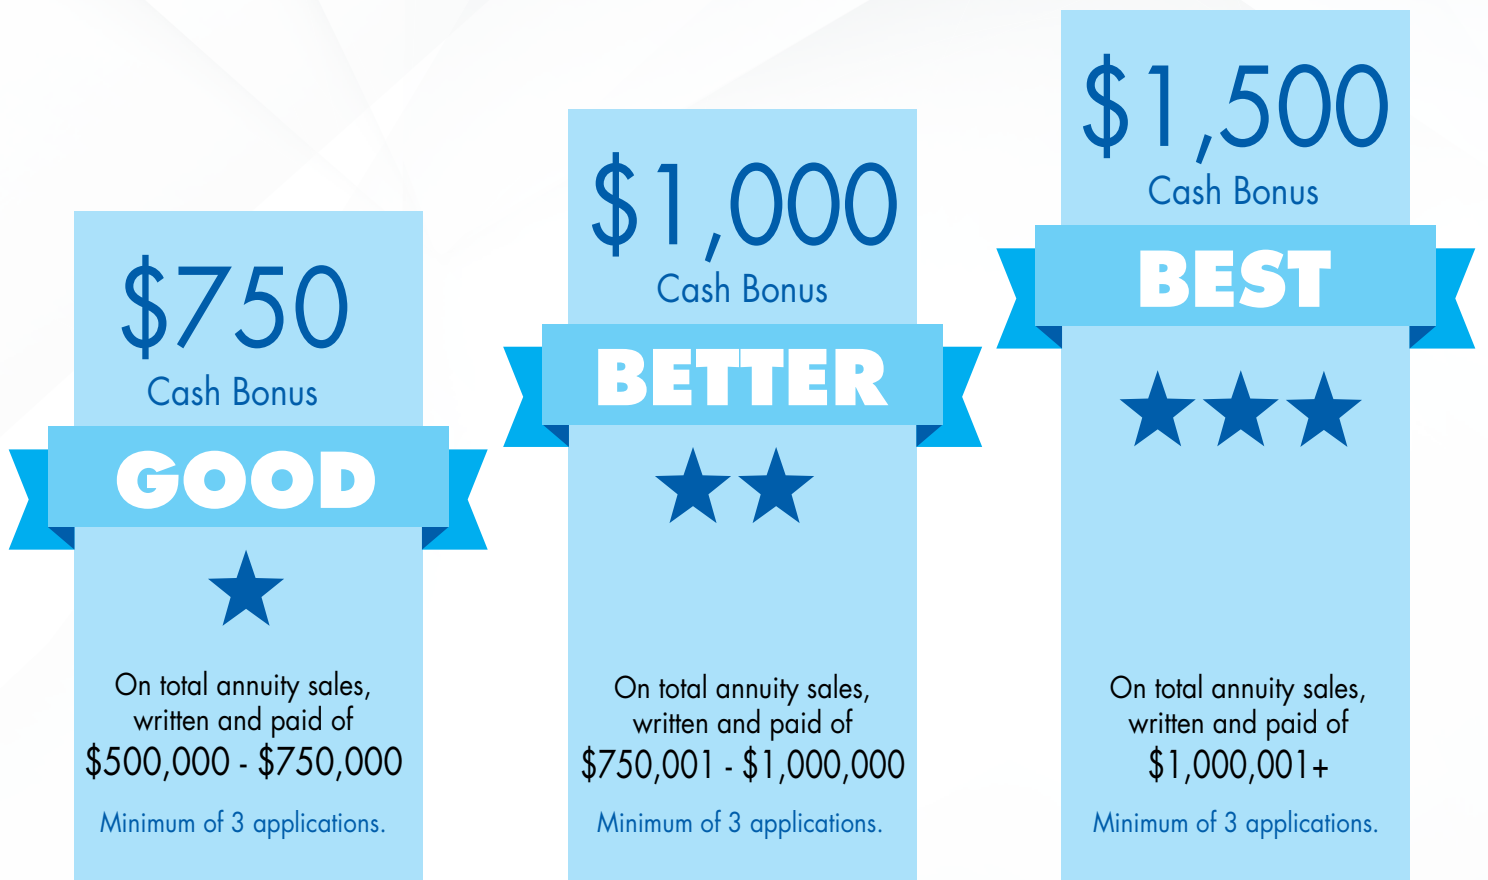 $750
Cash Bonus
GOOD
On total annuity sales,
written and paid of
$500,000 - $750,000
Minimum of 3 applications.
$1,000
Cash Bonus
BETTER
On total annuity sales,
written and paid of
$750,001 - $1,000,000
Minimum of 3 applications.
$1,500
Cash Bonus
BEST
On total annuity sales,
written and paid of
$1,000,001+
Minimum of 3 applications.